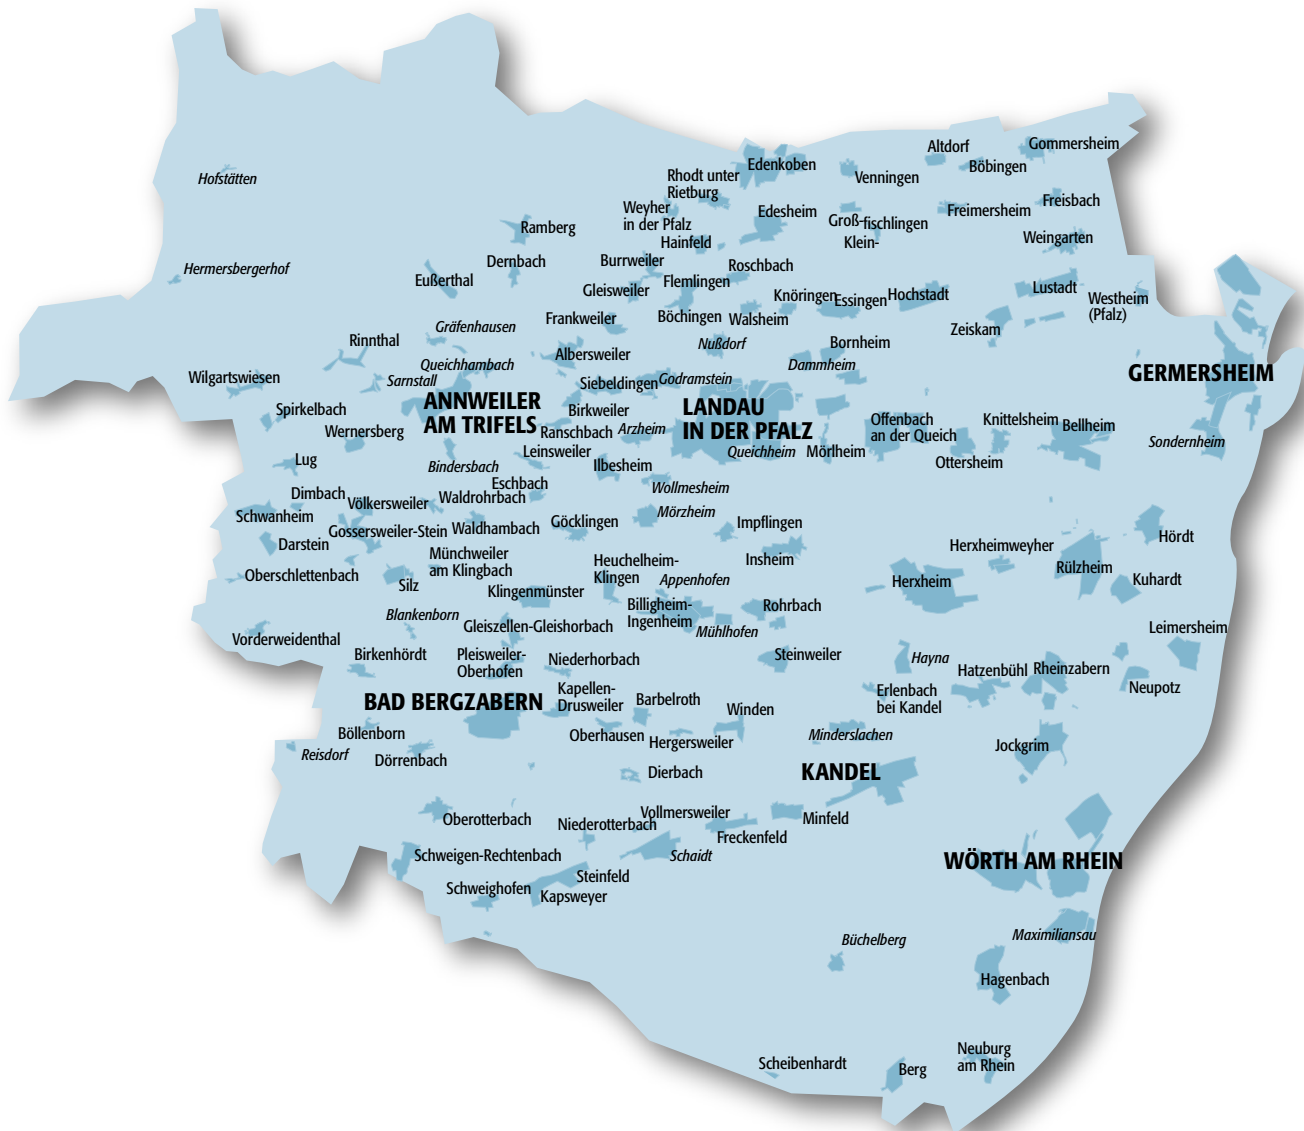 Gommersheim
Altdorf
Böbingen
Edenkoben
Venningen
Rhodt unter
Rietburg
Hofstätten
Freisbach
Weyher
in der Pfalz
Edesheim
Groß-fischlingen
Klein-
Freimersheim
Ramberg
Hainfeld
Weingarten
Dernbach
Burrweiler
Roschbach
Hermersbergerhof
Eußerthal
Gleisweiler
Flemlingen
Knöringen
Essingen
Hochstadt
Lustadt
Westheim
(Pfalz)
Frankweiler
Böchingen
Walsheim
Zeiskam
Gräfenhausen
Rinnthal
Nußdorf
Bornheim
Albersweiler
Queichhambach
Dammheim
GERMERSHEIM
Wilgartswiesen
Sarnstall
Siebeldingen
Godramstein
ANNWEILER
AM TRIFELS
LANDAU
IN DER PFALZ
Spirkelbach
Birkweiler
Wernersberg
Ranschbach
Arzheim
Offenbach
an der Queich
Knittelsheim
Bellheim
Sondernheim
Leinsweiler
Queichheim
Mörlheim
Lug
Bindersbach
Ilbesheim
Ottersheim
Eschbach
Wollmesheim
Dimbach
Völkersweiler
Waldrohrbach
Schwanheim
Mörzheim
Gossersweiler-Stein
Waldhambach
Göcklingen
Impflingen
Hördt
Darstein
Münchweiler
am Klingbach
Heuchelheim-
Klingen
Insheim
Herxheimweyher
Rülzheim
Oberschlettenbach
Silz
Appenhofen
Herxheim
Kuhardt
Klingenmünster
Billigheim-
Ingenheim
Rohrbach
Blankenborn
Gleiszellen-Gleishorbach
Mühlhofen
Leimersheim
Vorderweidenthal
Birkenhördt
Pleisweiler-
Oberhofen
Niederhorbach
Steinweiler
Hayna
Hatzenbühl
Rheinzabern
Neupotz
BAD BERGZABERN
Kapellen-
Drusweiler
Barbelroth
Erlenbach
bei Kandel
Winden
Böllenborn
Oberhausen
Hergersweiler
Minderslachen
Reisdorf
Dörrenbach
Jockgrim
Dierbach
KANDEL
Oberotterbach
Niederotterbach
Vollmersweiler
Minfeld
Freckenfeld
Schweigen-Rechtenbach
Schaidt
WÖRTH AM RHEIN
Steinfeld
Schweighofen
Kapsweyer
Büchelberg
Maximiliansau
Hagenbach
Scheibenhardt
Berg
Neuburg
am Rhein